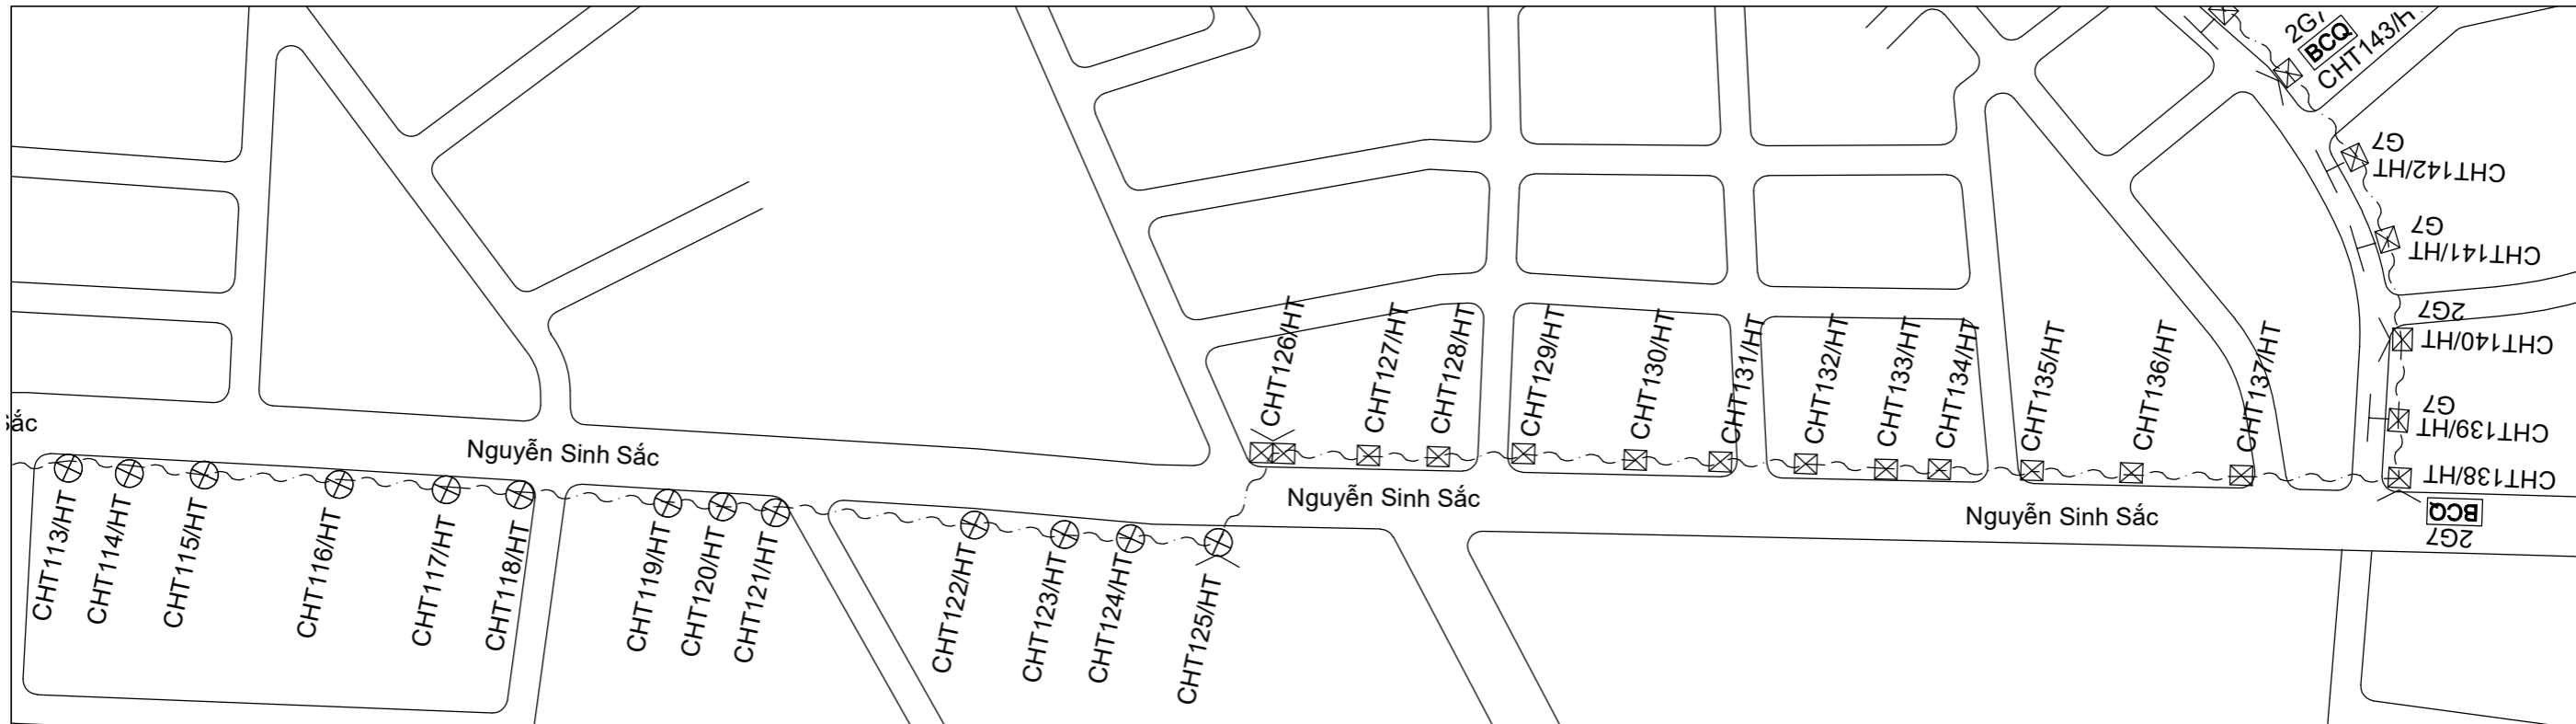 2G7
BCQ
CHT143/H
G7
CHT142/HT
G7
CHT141/HT
2G7
CHT140/HT
G7
CHT139/HT
CHT138/HT
BCQ
2G7
CHT126/HT
CHT127/HT
CHT128/HT
CHT129/HT
CHT130/HT
CHT131/HT
CHT132/HT
CHT133/HT
CHT134/HT
CHT135/HT
CHT136/HT
CHT137/HT
Sắc
Nguyễn Sinh Sắc
Nguyễn Sinh Sắc
Nguyễn Sinh Sắc
CHT113/HT
CHT114/HT
CHT115/HT
CHT116/HT
CHT117/HT
CHT118/HT
CHT119/HT
CHT120/HT
CHT121/HT
CHT122/HT
CHT123/HT
CHT124/HT
CHT125/HT